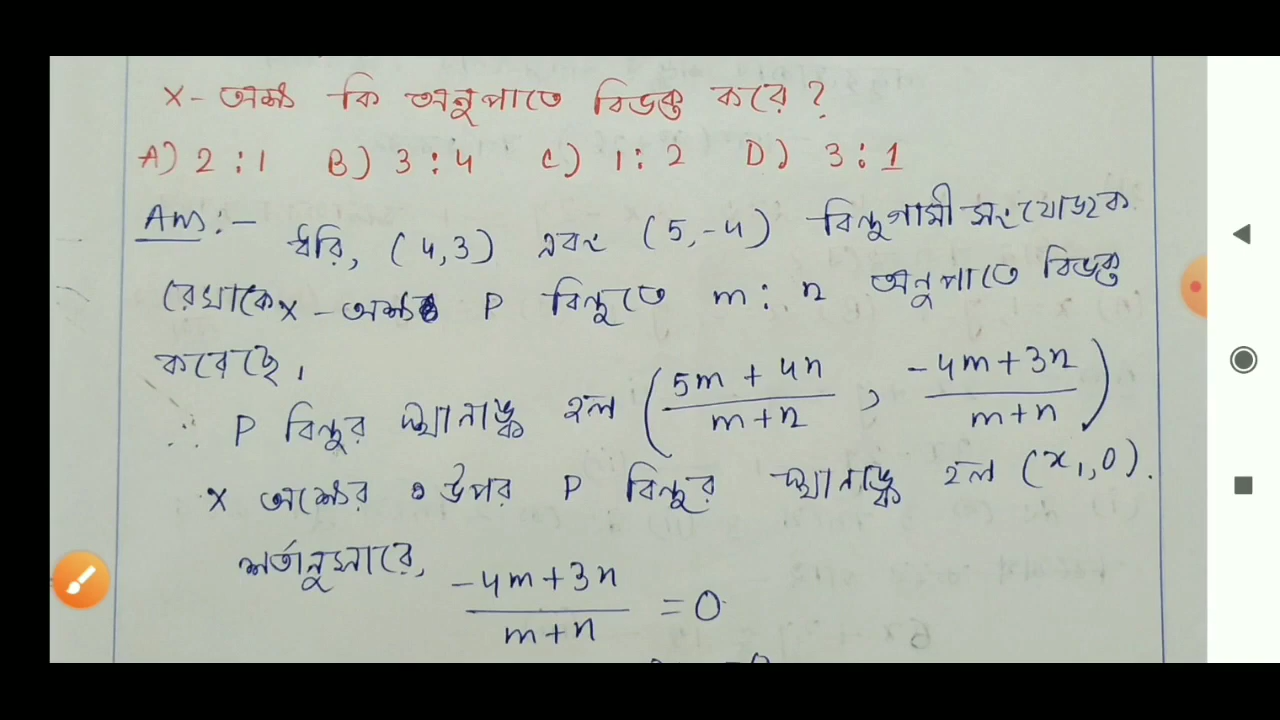 x - অক্ষ কি অনুপাতে বিভক্ত করে ?
A) 2 : 1 B) 3 : 4 C) 1 : 2 D) 3 : 1
Ans :- ধরি, (4,3) এবং (5,-4) বিন্দুগামী সংযোজক
রেখাকে x - অক্ষ P বিন্দুতে m : n অনুপাতে বিভক্ত
করেছে।
∴ P বিন্দুর স্থানাঙ্ক হল ( (5m + 4n)/(m+n) , (-4m+3n)/(m+n) )
x অক্ষের উপর P বিন্দুর স্থানাঙ্ক হল (x₁,0).
শর্তানুসারে, (-4m+3n)/(m+n) = 0